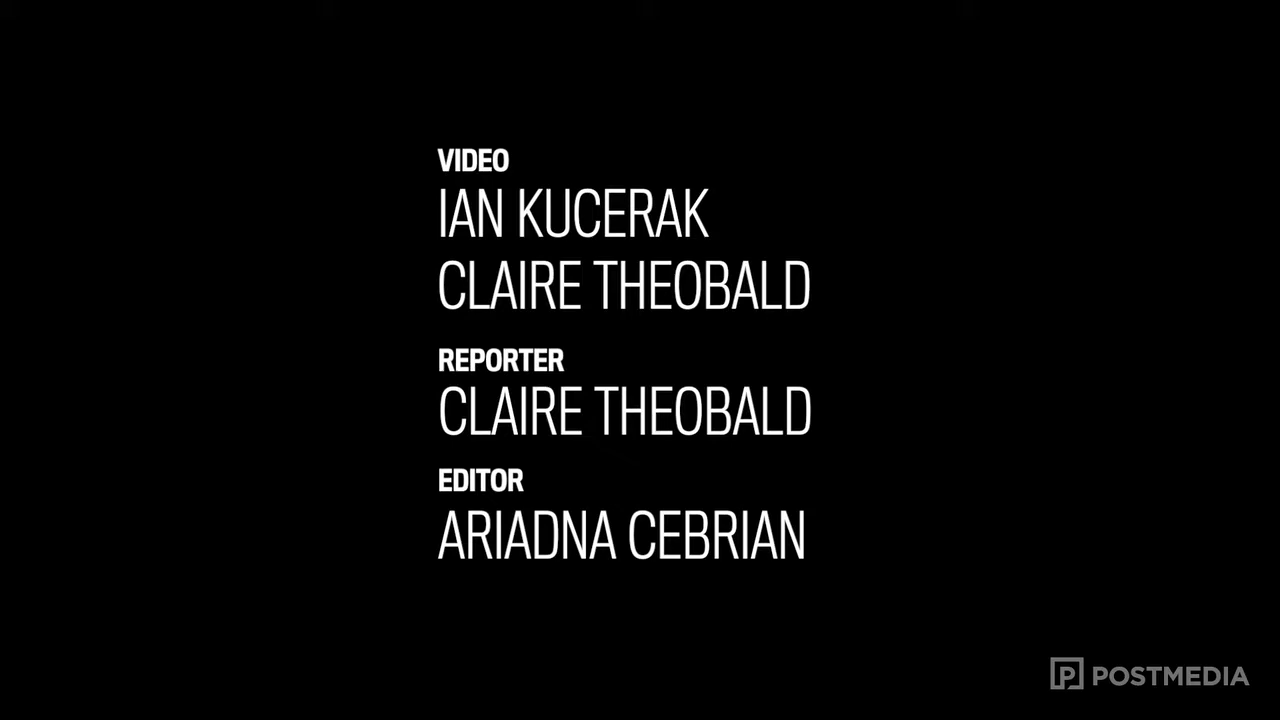 VIDEO
IAN KUCERAK
CLAIRE THEOBALD
REPORTER
CLAIRE THEOBALD
EDITOR
ARIADNA CEBRIAN
P POSTMEDIA